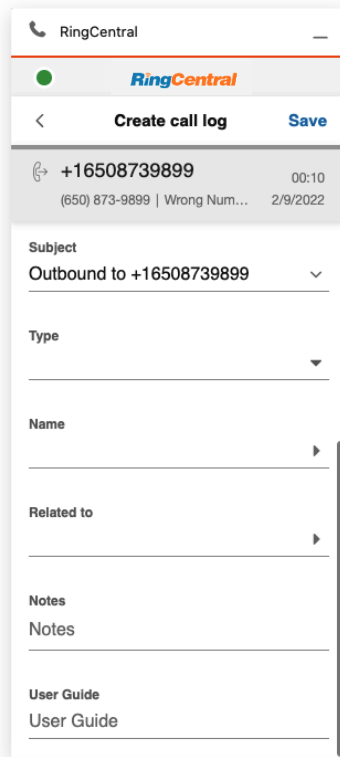 RingCentral
RingCentral
Create call log
Save
+16508739899
00:10
(650) 873-9899 | Wrong Num...
2/9/2022
Subject
Outbound to +16508739899
Type
Name
Related to
Notes
Notes
User Guide
User Guide